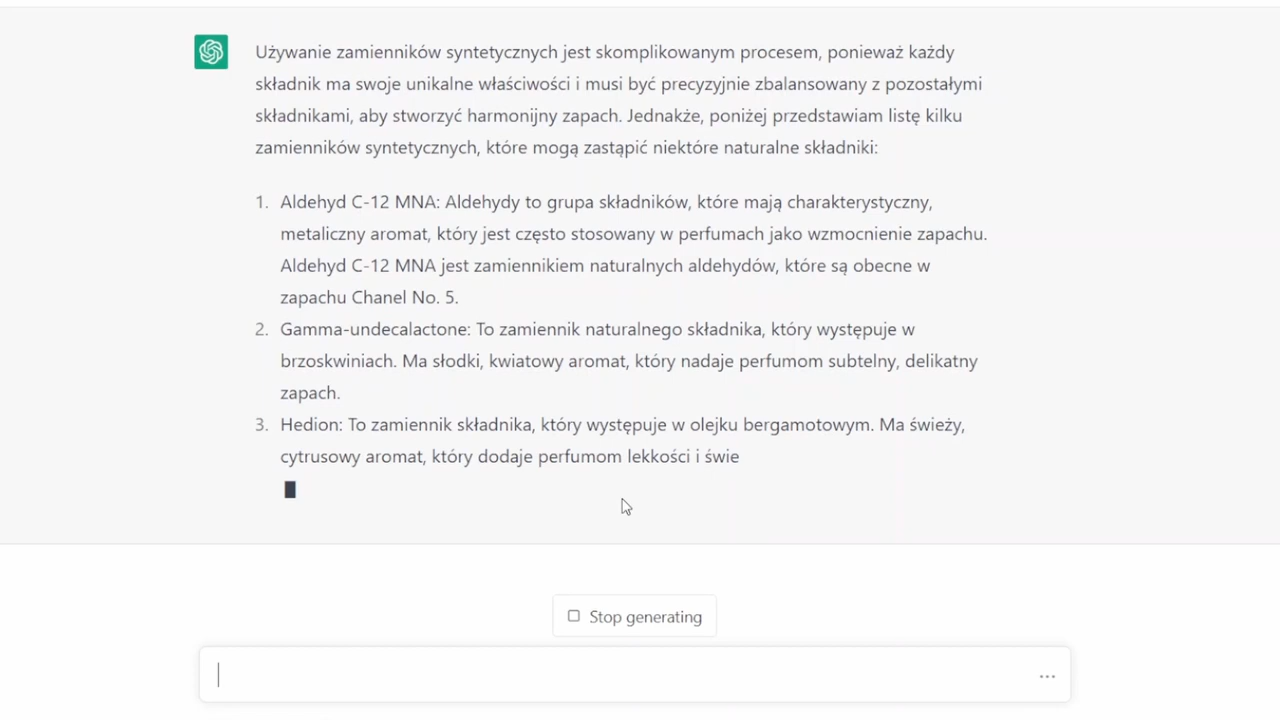 Używanie zamienników syntetycznych jest skomplikowanym procesem, ponieważ każdy
składnik ma swoje unikalne właściwości i musi być precyzyjnie zbalansowany z pozostałymi
składnikami, aby stworzyć harmonijny zapach. Jednakże, poniżej przedstawiam listę kilku
zamienników syntetycznych, które mogą zastąpić niektóre naturalne składniki:
1. Aldehyd C-12 MNA: Aldehydy to grupa składników, które mają charakterystyczny,
metaliczny aromat, który jest często stosowany w perfumach jako wzmocnienie zapachu.
Aldehyd C-12 MNA jest zamiennikiem naturalnych aldehydów, które są obecne w
zapachu Chanel No. 5.
2. Gamma-undecalactone: To zamiennik naturalnego składnika, który występuje w
brzoskwiniach. Ma słodki, kwiatowy aromat, który nadaje perfumom subtelny, delikatny
zapach.
3. Hedion: To zamiennik składnika, który występuje w olejku bergamotowym. Ma świeży,
cytrusowy aromat, który dodaje perfumom lekkości i świe
Stop generating